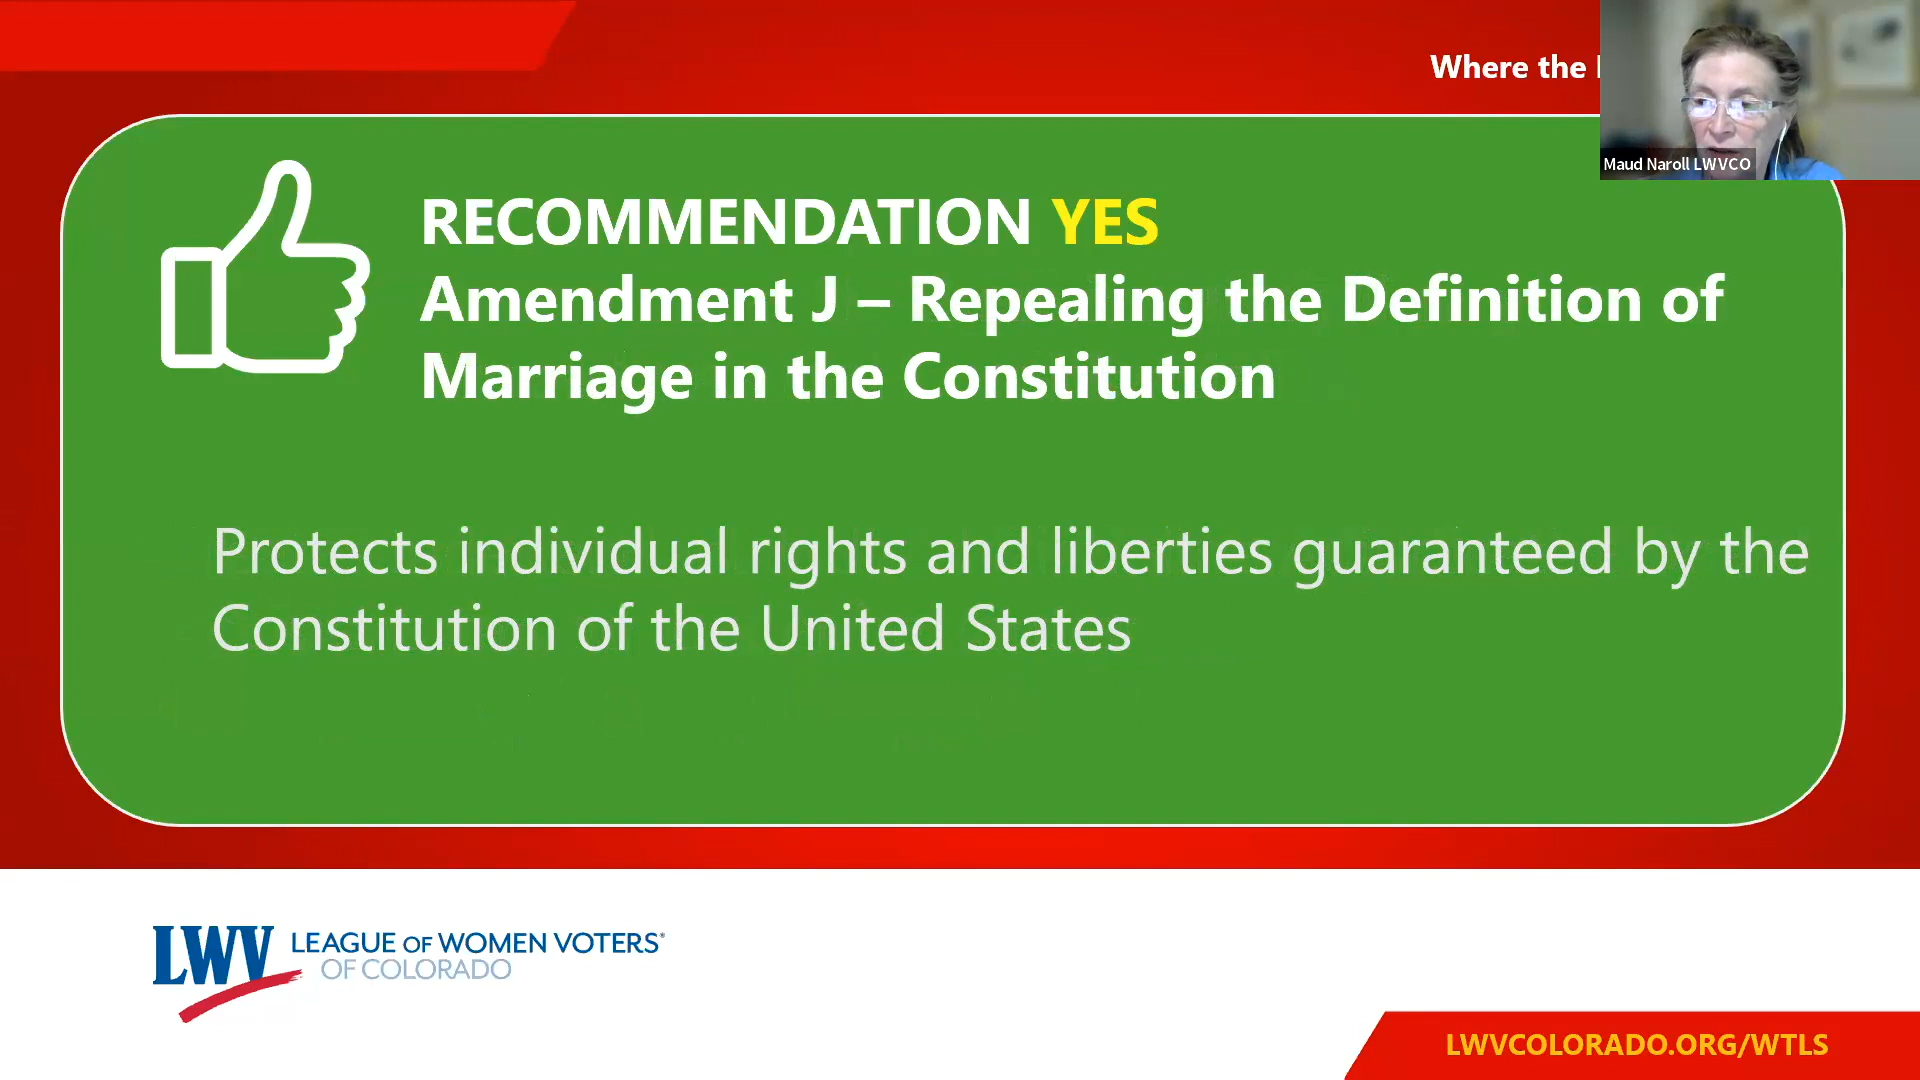 Where the
Maud Naroll LWVCO
RECOMMENDATION YES
Amendment J – Repealing the Definition of
Marriage in the Constitution
Protects individual rights and liberties guaranteed by the
Constitution of the United States
LWV LEAGUE OF WOMEN VOTERS®
OF COLORADO
LWVCOLORADO.ORG/WTLS